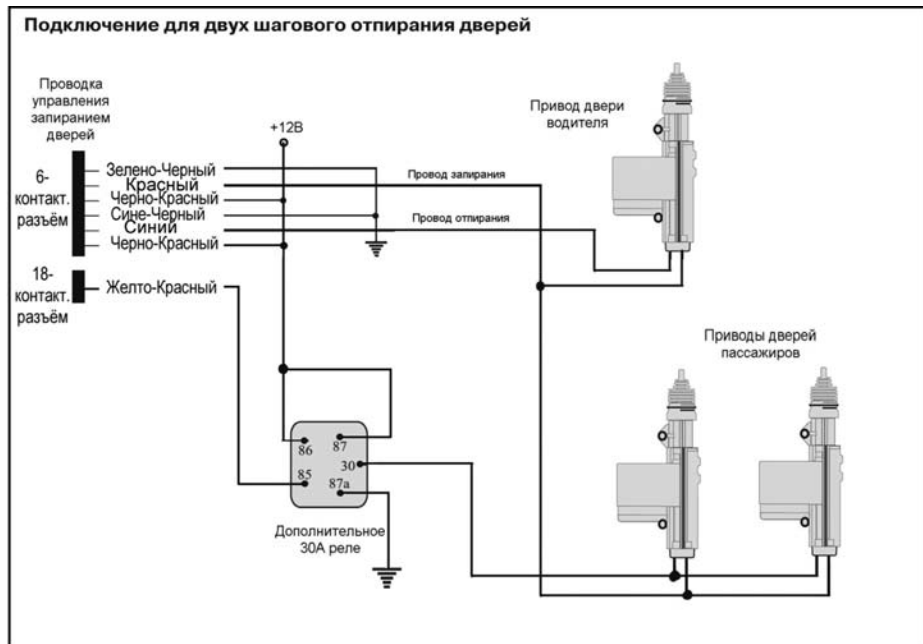 Подключение для двух шагового отпирания дверей
Проводка
управления
запиранием
дверей
+12В
Привод двери
водителя
6-
контакт.
разъём
Зелено-Черный
Красный
Черно-Красный
Сине-Черный
Синий
Черно-Красный
Провод запирания
Провод отпирания
18-
контакт.
разъём
Желто-Красный
Приводы дверей
пассажиров
86
87
30
85
87a
Дополнительное
30А реле